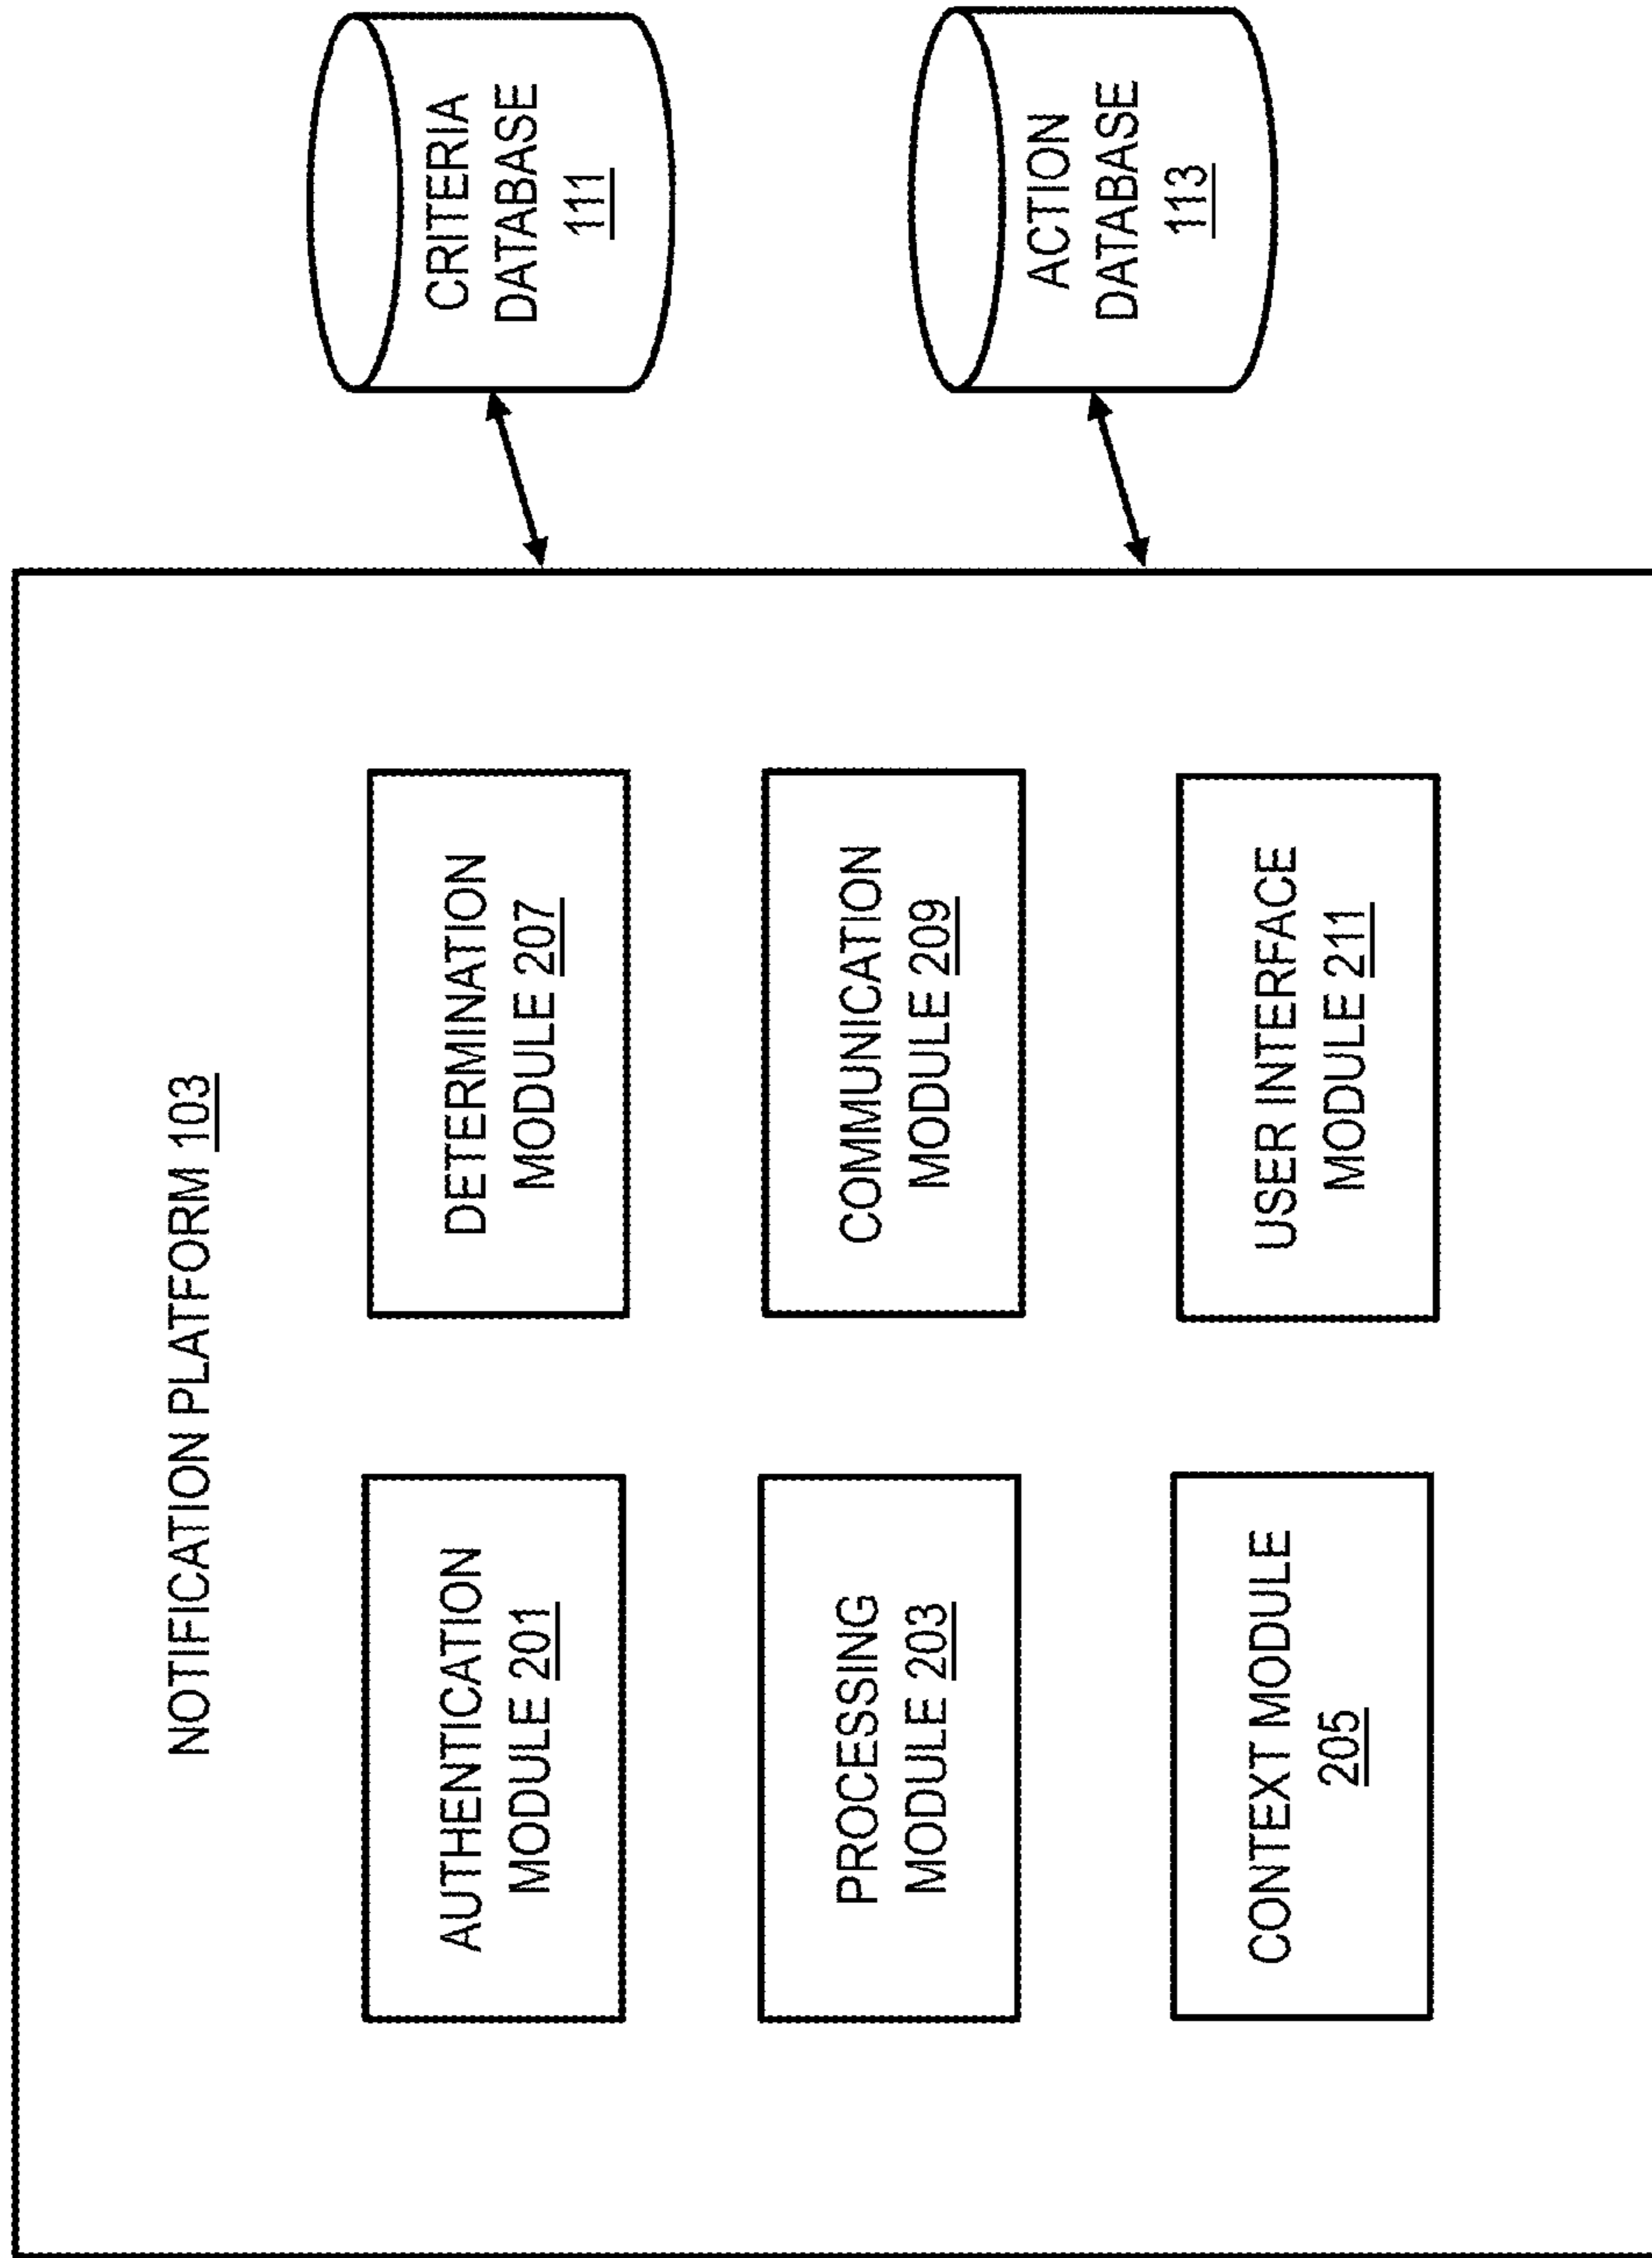 NOTIFICATION PLATFORM 103
AUTHENTICATION
MODULE 201
DETERMINATION
MODULE 207
PROCESSING
MODULE 203
COMMUNICATION
MODULE 209
CONTEXT MODULE
205
USER INTERFACE
MODULE 211
CRITERIA
DATABASE
111
ACTION
DATABASE
113